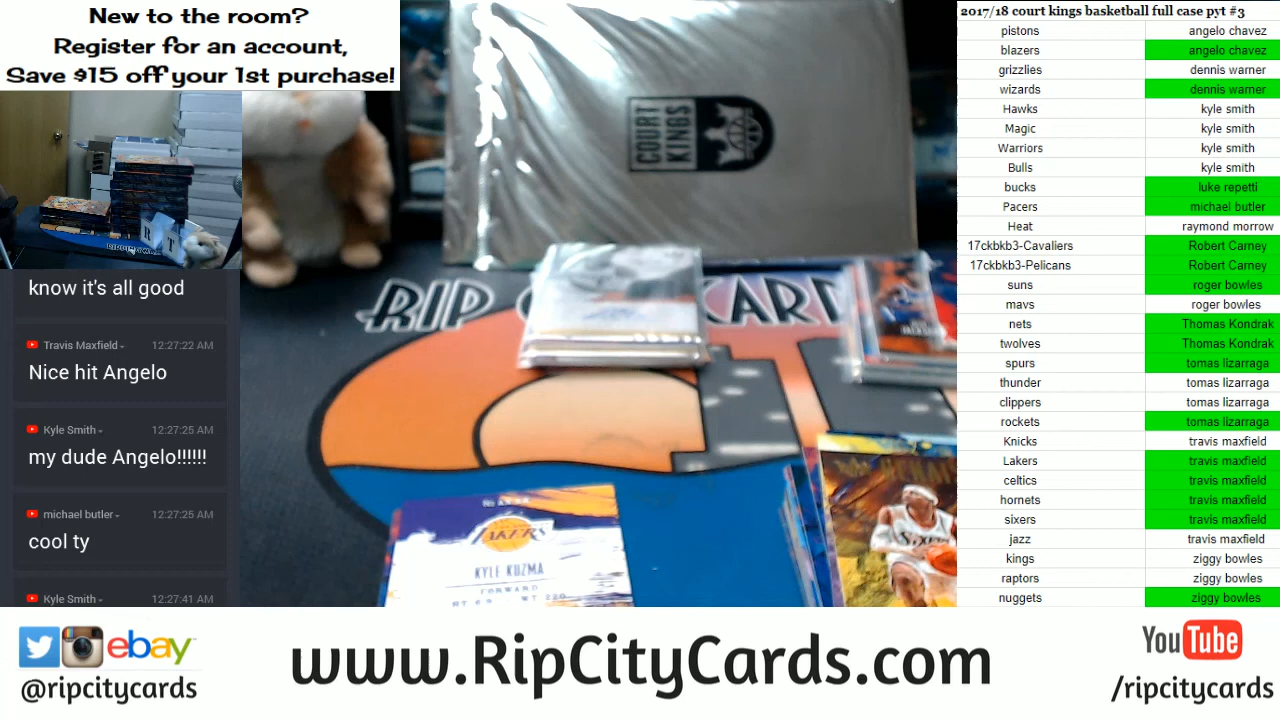 New to the room?
Register for an account,
Save $15 off your 1st purchase!
know it's all good
Travis Maxfield 12:27:22 AM
Nice hit Angelo
Kyle Smith 12:27:25 AM
my dude Angelo!!!!!!
michael butler 12:27:25 AM
cool ty
Kyle Smith 12:27:41 AM
COURT
KINGS
RIP CARD
LAKERS
KYLE KUZMA
FORWARD
HT 6-9 WT 220
2017/18 court kings basketball full case pyt #3
pistons angelo chavez
blazers angelo chavez
grizzlies dennis warner
wizards dennis warner
Hawks kyle smith
Magic kyle smith
Warriors kyle smith
Bulls kyle smith
bucks luke repetti
Pacers michael butler
Heat raymond morrow
17ckbkb3-Cavaliers Robert Carney
17ckbkb3-Pelicans Robert Carney
suns roger bowles
mavs roger bowles
nets Thomas Kondrak
twolves Thomas Kondrak
spurs tomas lizarraga
thunder tomas lizarraga
clippers tomas lizarraga
rockets tomas lizarraga
Knicks travis maxfield
Lakers travis maxfield
celtics travis maxfield
hornets travis maxfield
sixers travis maxfield
jazz travis maxfield
kings ziggy bowles
raptors ziggy bowles
nuggets ziggy bowles
ebay
@ripcitycards
www.RipCityCards.com
YouTube
/ripcitycards